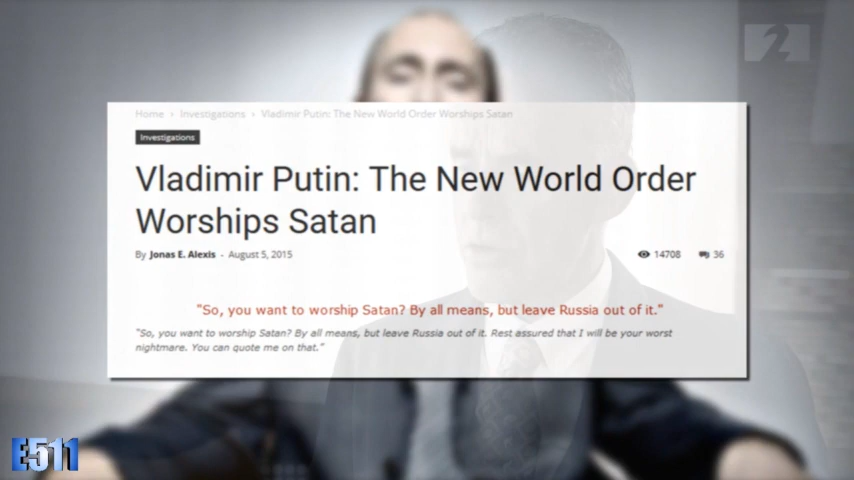 2
Home › Investigations › Vladimir Putin: The New World Order Worships Satan
Investigations
Vladimir Putin: The New World Order
Worships Satan
By Jonas E. Alexis - August 5, 2015 14708 36
"So, you want to worship Satan? By all means, but leave Russia out of it."
"So, you want to worship Satan? By all means, but leave Russia out of it. Rest assured that I will be your worst
nightmare. You can quote me on that."
E511